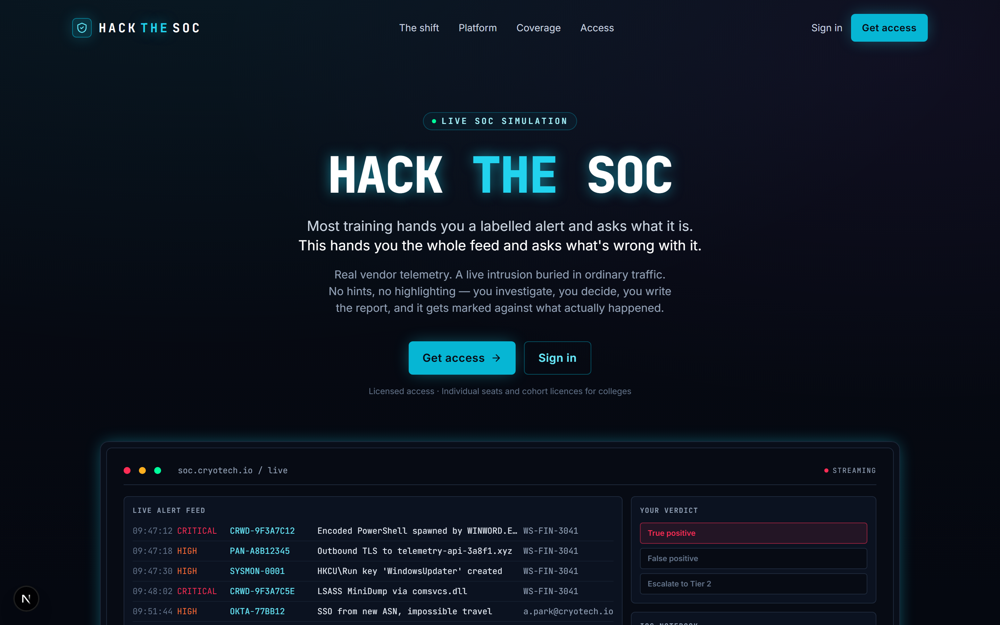 HACK THE SOC
The shift
Platform
Coverage
Access
Sign in
Get access
LIVE SOC SIMULATION
HACK THE SOC
Most training hands you a labelled alert and asks what it is.
This hands you the whole feed and asks what's wrong with it.
Real vendor telemetry. A live intrusion buried in ordinary traffic.
No hints, no highlighting — you investigate, you decide, you write
the report, and it gets marked against what actually happened.
Get access →
Sign in
Licensed access · Individual seats and cohort licences for colleges
soc.cryotech.io / live
STREAMING
LIVE ALERT FEED
09:47:12 CRITICAL CRWD-9F3A7C12 Encoded PowerShell spawned by WINWORD.E… WS-FIN-3041
09:47:18 HIGH PAN-A8B12345 Outbound TLS to telemetry-api-3a8f1.xyz WS-FIN-3041
09:47:30 HIGH SYSMON-0001 HKCU\Run key 'WindowsUpdater' created WS-FIN-3041
09:48:02 CRITICAL CRWD-9F3A7C5E LSASS MiniDump via comsvcs.dll WS-FIN-3041
09:51:44 HIGH OKTA-77BB12 SSO from new ASN, impossible travel a.park@cryotech.io
YOUR VERDICT
True positive
False positive
Escalate to Tier 2
N